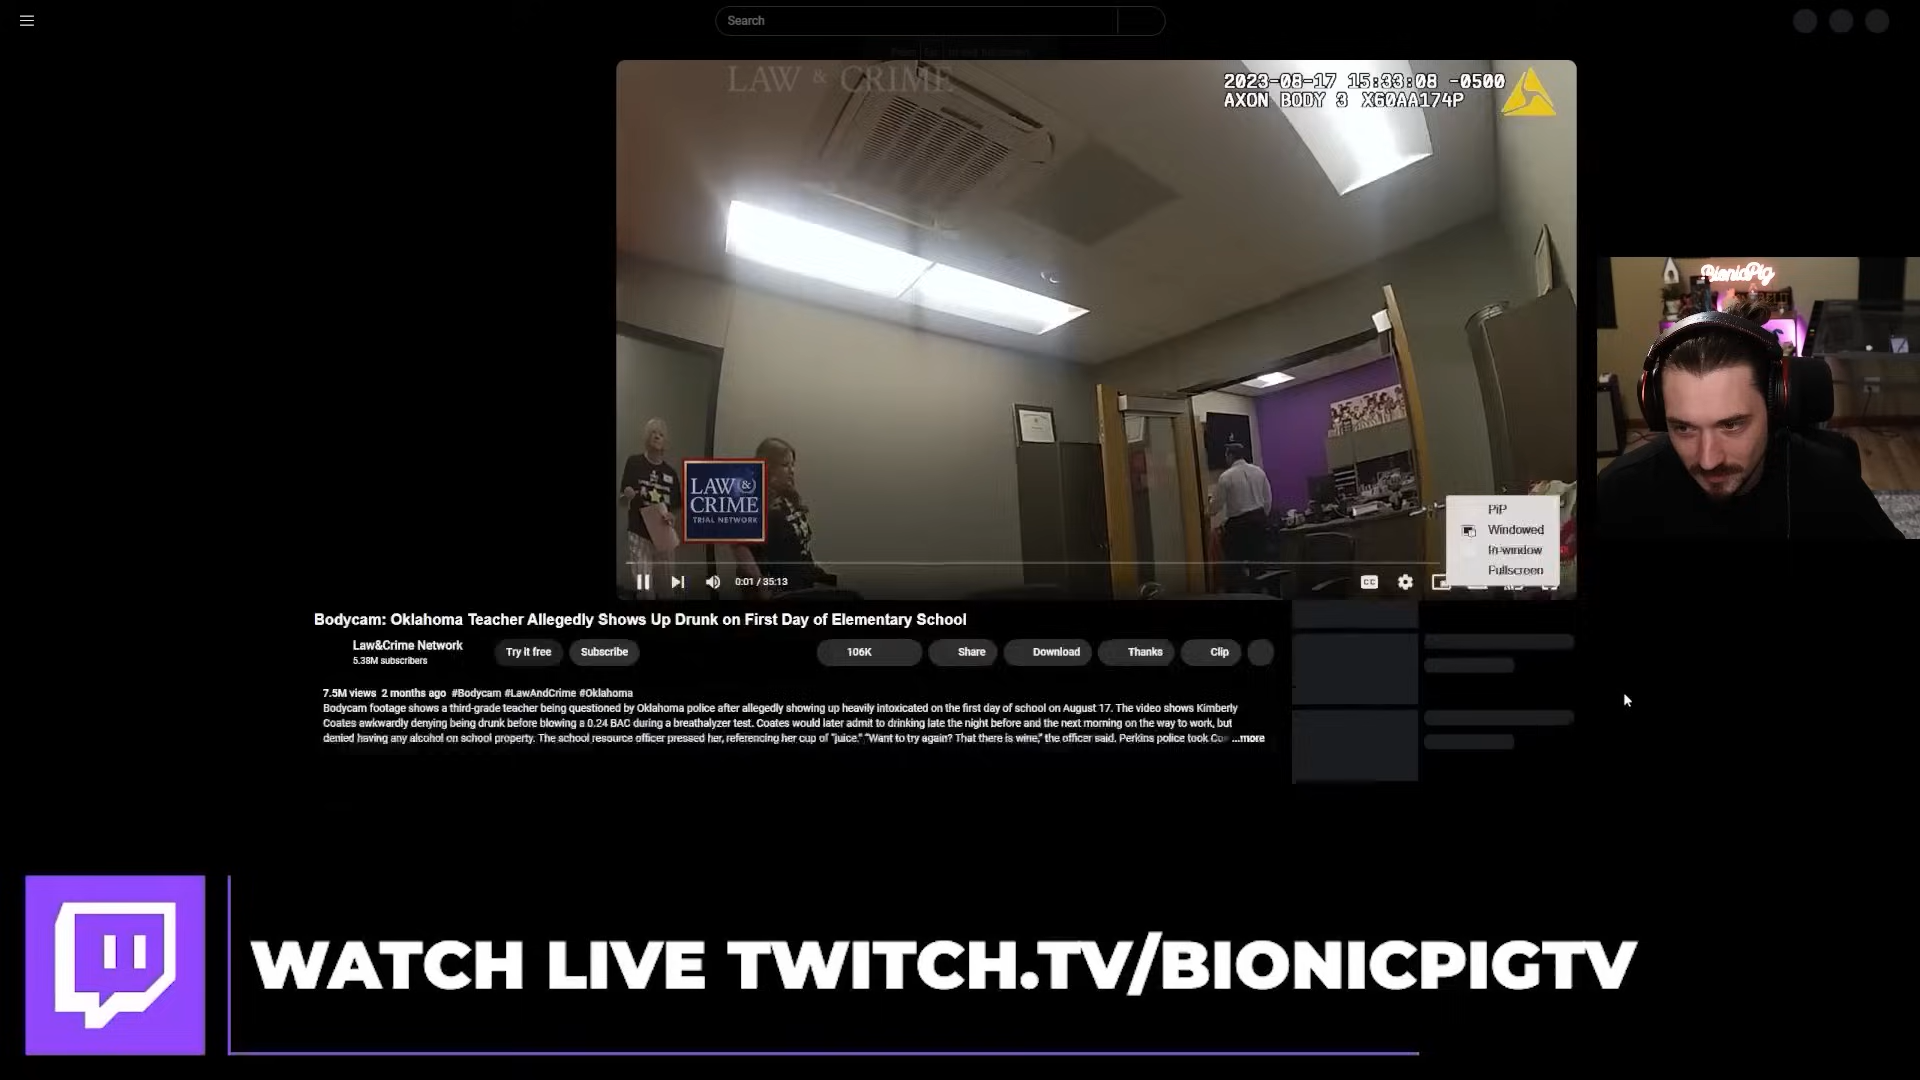 Search
LAW & CRIME
2023-08-17 15:33:08 -0500
AXON BODY 3 X60AA174P
BionicPig
LAW &
CRIME
TRIAL NETWORK
PiP
Windowed
In-window
Fullscreen
0:01 / 35:13
CC
Bodycam: Oklahoma Teacher Allegedly Shows Up Drunk on First Day of Elementary School
Law&Crime Network
5.38M subscribers
Try it free
Subscribe
106K
Share
Download
Thanks
Clip
7.5M views 2 months ago #Bodycam #LawAndCrime #Oklahoma
Bodycam footage shows a third-grade teacher being questioned by Oklahoma police after allegedly showing up heavily intoxicated on the first day of school on August 17. The video shows Kimberly
Coates awkwardly denying being drunk before blowing a 0.24 BAC during a breathalyzer test. Coates would later admit to drinking late the night before and the next morning on the way to work, but
denied having any alcohol on school property. The school resource officer pressed her, referencing her cup of "juice." "Want to try again? That there is wine," the officer said. Perkins police took ...more
WATCH LIVE TWITCH.TV/BIONICPIGTV